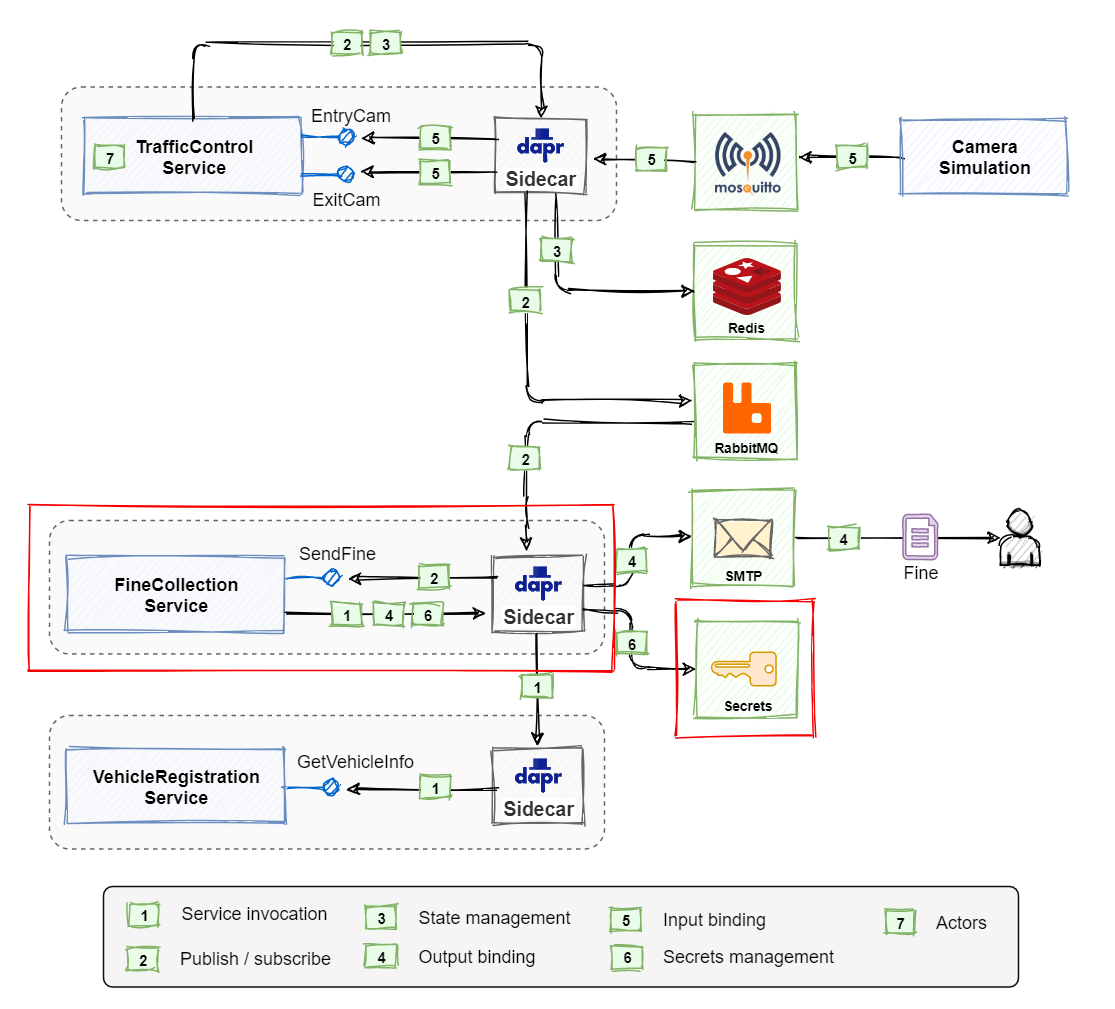 2
3
EntryCam
TrafficControl
Service
7
5
5
ExitCam
dapr
Sidecar
5
mosquitto
5
Camera
Simulation
3
2
Redis
RabbitMQ
2
SendFine
FineCollection
Service
2
1
4
6
dapr
Sidecar
4
SMTP
4
Fine
6
Secrets
1
GetVehicleInfo
VehicleRegistration
Service
1
dapr
Sidecar
1 Service invocation
3 State management
5 Input binding
7 Actors
2 Publish / subscribe
4 Output binding
6 Secrets management